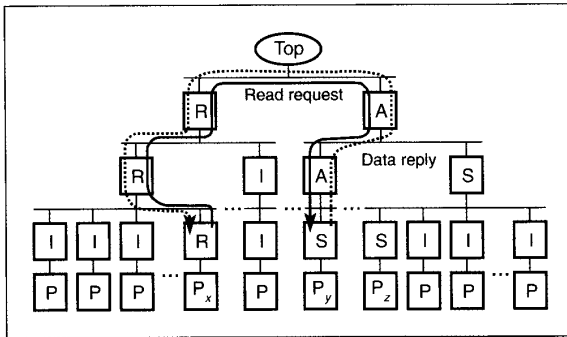 Top
R Read request A
R I A Data reply S
I I I R I S S I I I
P P P ... Px P Py Pz P P ... P